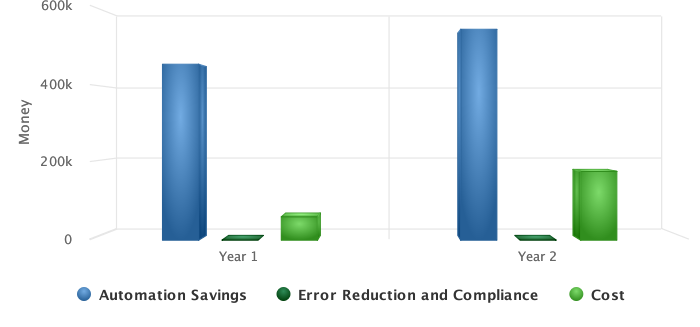 600k
400k
200k
0
Money
Year 1
Year 2
Automation Savings
Error Reduction and Compliance
Cost